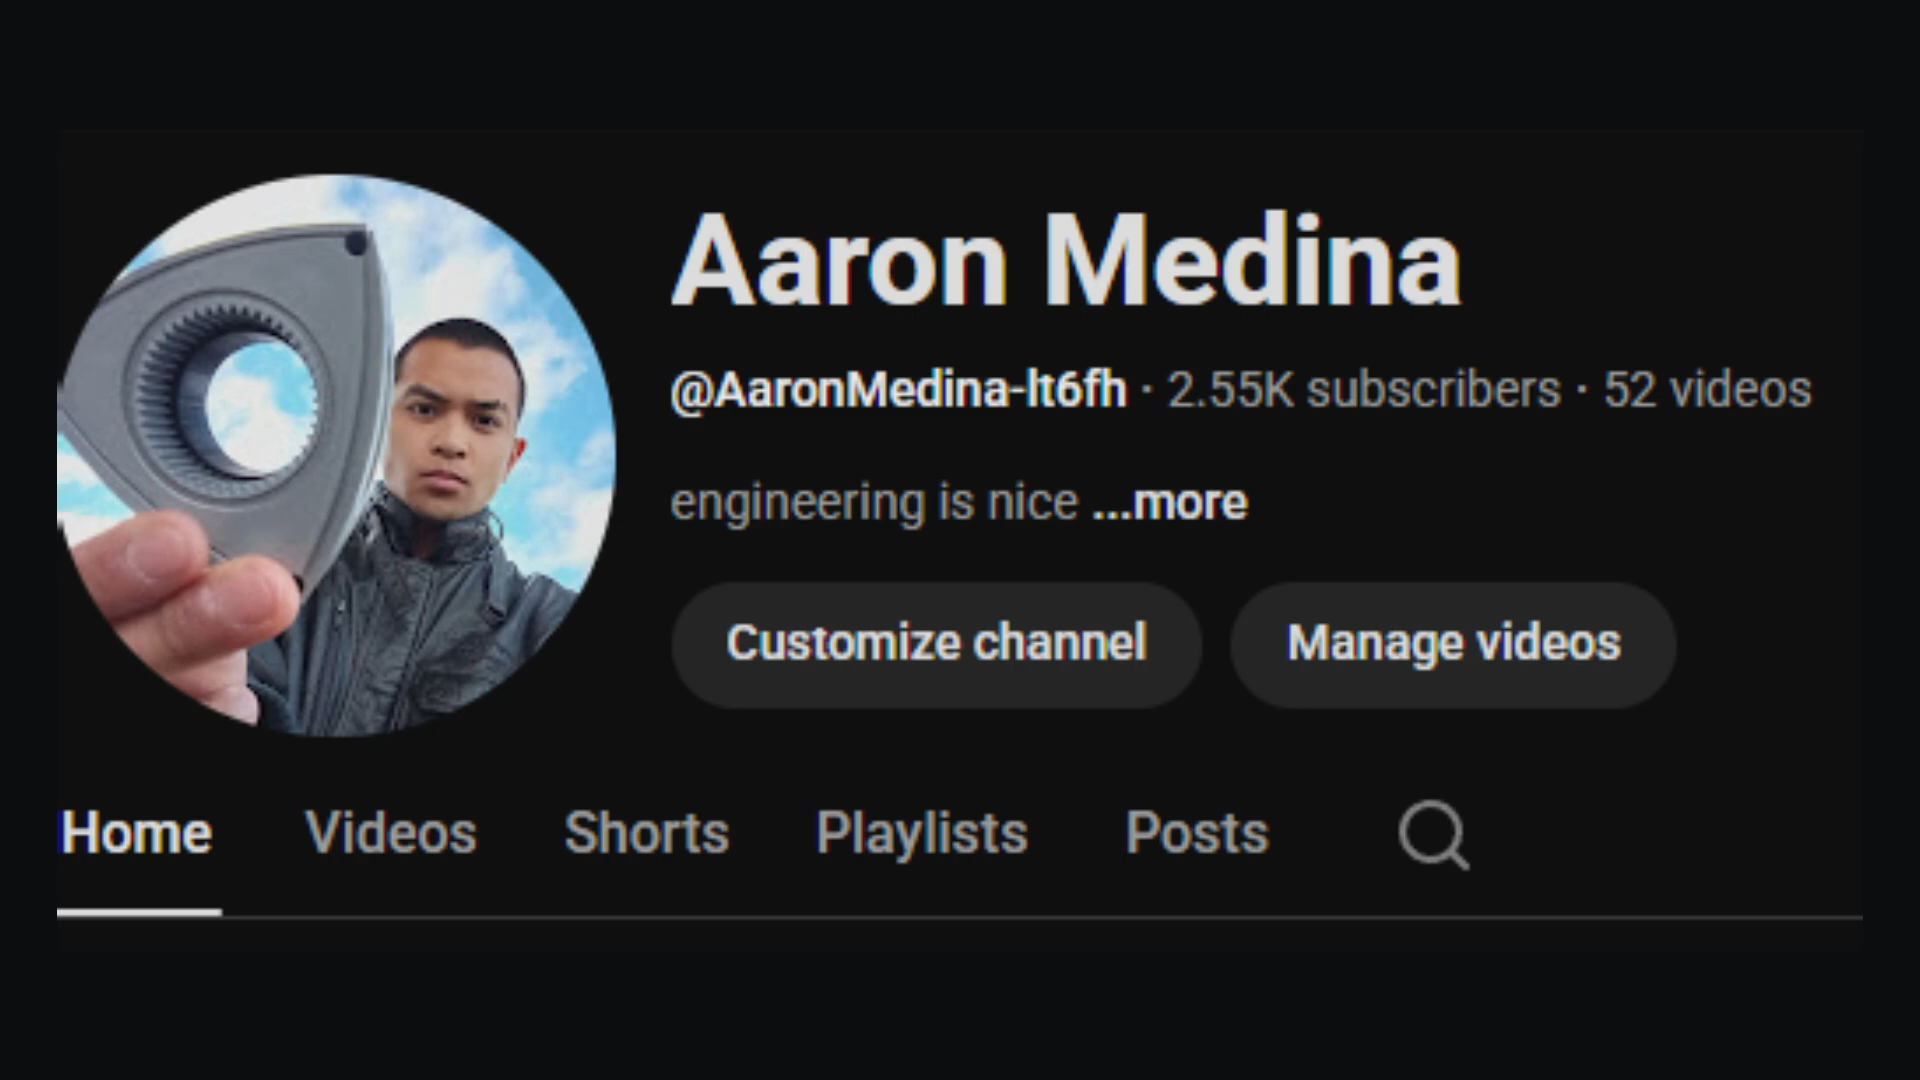 Aaron Medina
@AaronMedina-lt6fh · 2.55K subscribers · 52 videos
engineering is nice ...more
Customize channel Manage videos
Home Videos Shorts Playlists Posts